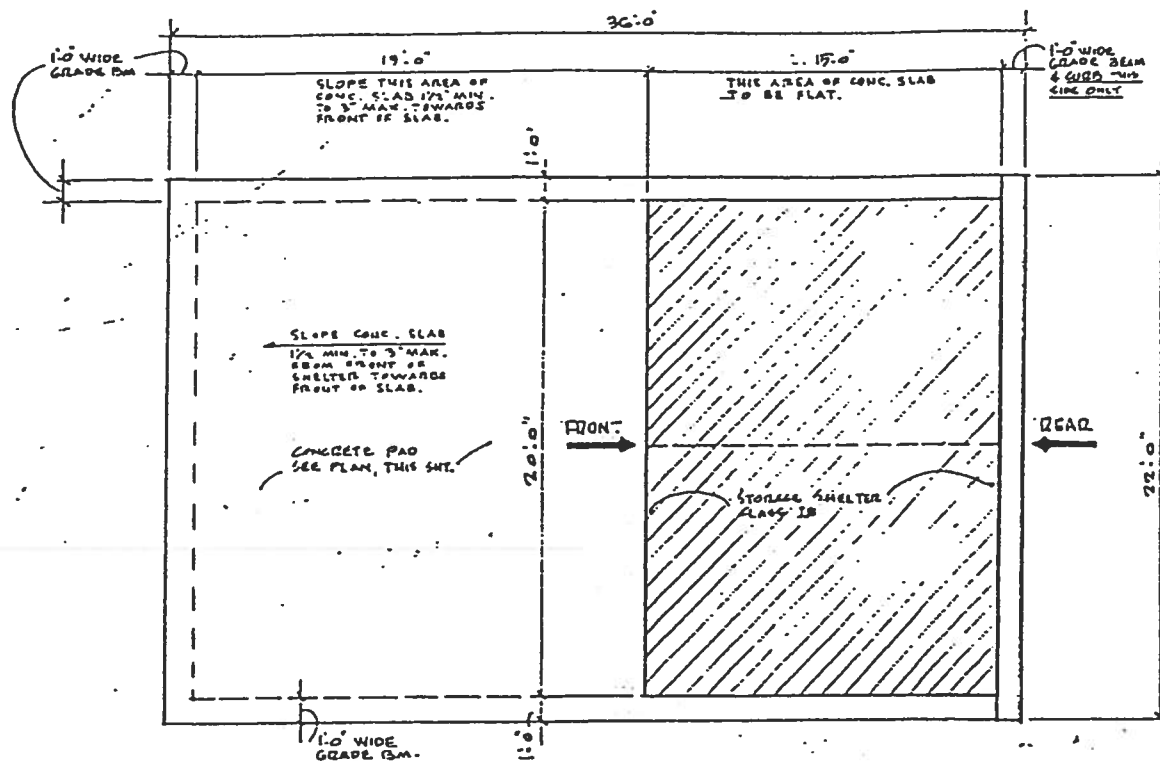 36'-0"
1'-0" WIDE
GRADE BM
19'-0"
15'-0"
1'-0" WIDE
GRADE BEAM
& CURB THIS
SIDE ONLY
SLOPE THIS AREA OF
CONC. SLAB 1½" MIN.
TO 3" MAX. TOWARDS
FRONT OF SLAB.
THIS AREA OF CONC. SLAB
TO BE FLAT.
1'-0"
SLOPE CONC. SLAB
1½ MIN. TO 3" MAX.
FROM FRONT OF
SHELTER TOWARDS
FRONT OF SLAB.
FRONT
REAR
CONCRETE PAD
SEE PLAN, THIS SHT.
20'-0"
22'-0"
STORAGE SHELTER
CLASS IB
1'-0" WIDE
GRADE BM.
1'-0"